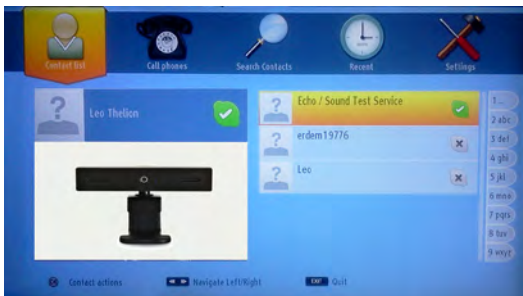 Contact list
Call phones
Search Contacts
Recent
Settings
Leo Thelion
Echo / Sound Test Service
erdem19776
Leo
1...
2 abc
3 def
4 ghi
5 jkl
6 mno
7 pqrs
8 tuv
9 wxyz
Contact actions
Navigate Left/Right
EXIT Quit